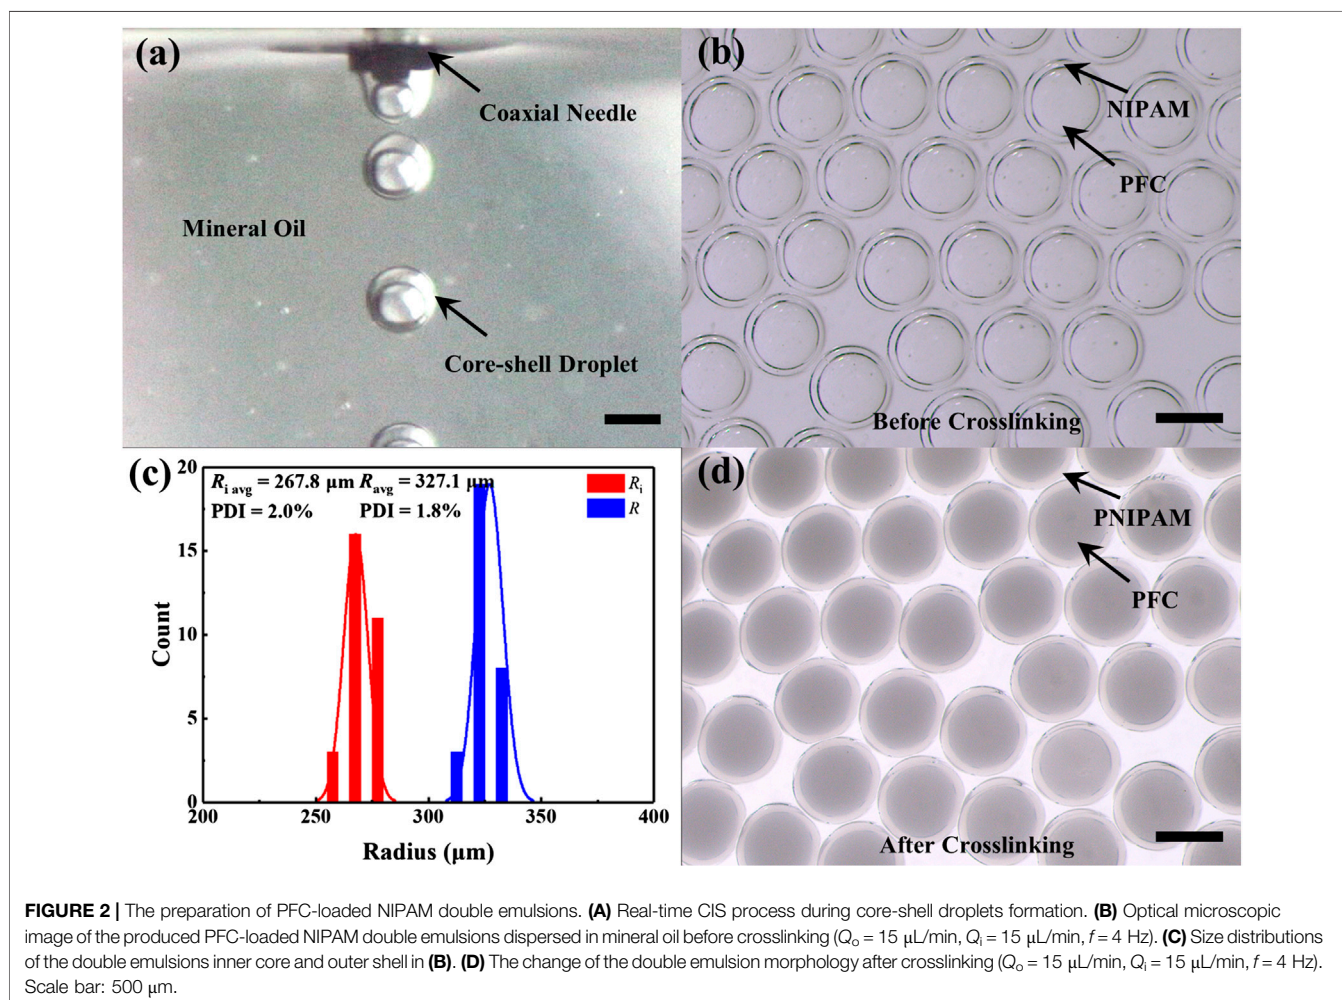 (a)
Coaxial Needle
Mineral Oil
Core-shell Droplet
(b)
NIPAM
PFC
Before Crosslinking
(c)
R i avg = 267.8 μm R avg = 327.1 μm
PDI = 2.0% PDI = 1.8%
Ri
R
20
15
10
5
0
Count
200 250 300 350 400
Radius (μm)
(d)
PNIPAM
PFC
After Crosslinking
FIGURE 2 | The preparation of PFC-loaded NIPAM double emulsions. (A) Real-time CIS process during core-shell droplets formation. (B) Optical microscopic
image of the produced PFC-loaded NIPAM double emulsions dispersed in mineral oil before crosslinking (Qo = 15 μL/min, Qi = 15 μL/min, f = 4 Hz). (C) Size distributions
of the double emulsions inner core and outer shell in (B). (D) The change of the double emulsion morphology after crosslinking (Qo = 15 μL/min, Qi = 15 μL/min, f = 4 Hz).
Scale bar: 500 μm.